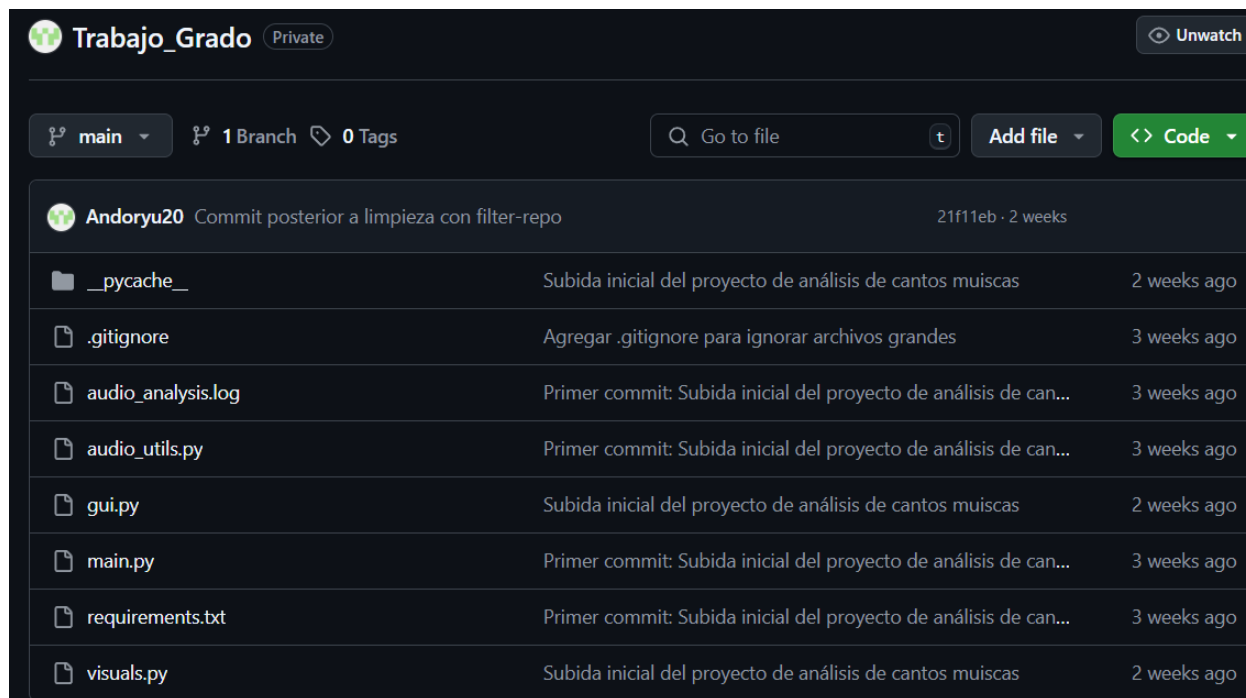 Trabajo_Grado Private Unwatch
main 1 Branch 0 Tags Go to file t Add file <> Code
Andoryu20 Commit posterior a limpieza con filter-repo 21f11eb · 2 weeks
__pycache__ Subida inicial del proyecto de análisis de cantos muiscas 2 weeks ago
.gitignore Agregar .gitignore para ignorar archivos grandes 3 weeks ago
audio_analysis.log Primer commit: Subida inicial del proyecto de análisis de can... 3 weeks ago
audio_utils.py Primer commit: Subida inicial del proyecto de análisis de can... 3 weeks ago
gui.py Subida inicial del proyecto de análisis de cantos muiscas 2 weeks ago
main.py Primer commit: Subida inicial del proyecto de análisis de can... 3 weeks ago
requirements.txt Primer commit: Subida inicial del proyecto de análisis de can... 3 weeks ago
visuals.py Subida inicial del proyecto de análisis de cantos muiscas 2 weeks ago